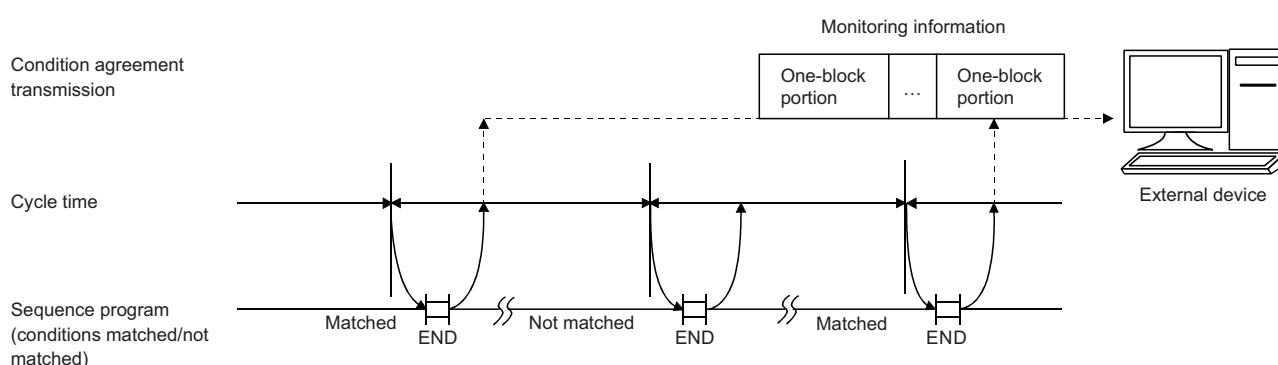 Monitoring information
Condition agreement
transmission
One-block
portion
...
One-block
portion
External device
Cycle time
Sequence program
(conditions matched/not
matched)
Matched
END
Not matched
END
Matched
END